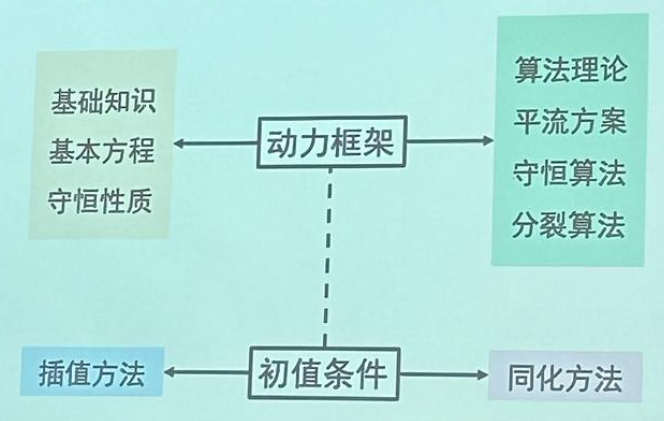 基础知识
基本方程
守恒性质
动力框架
算法理论
平流方案
守恒算法
分裂算法
插值方法
初值条件
同化方法